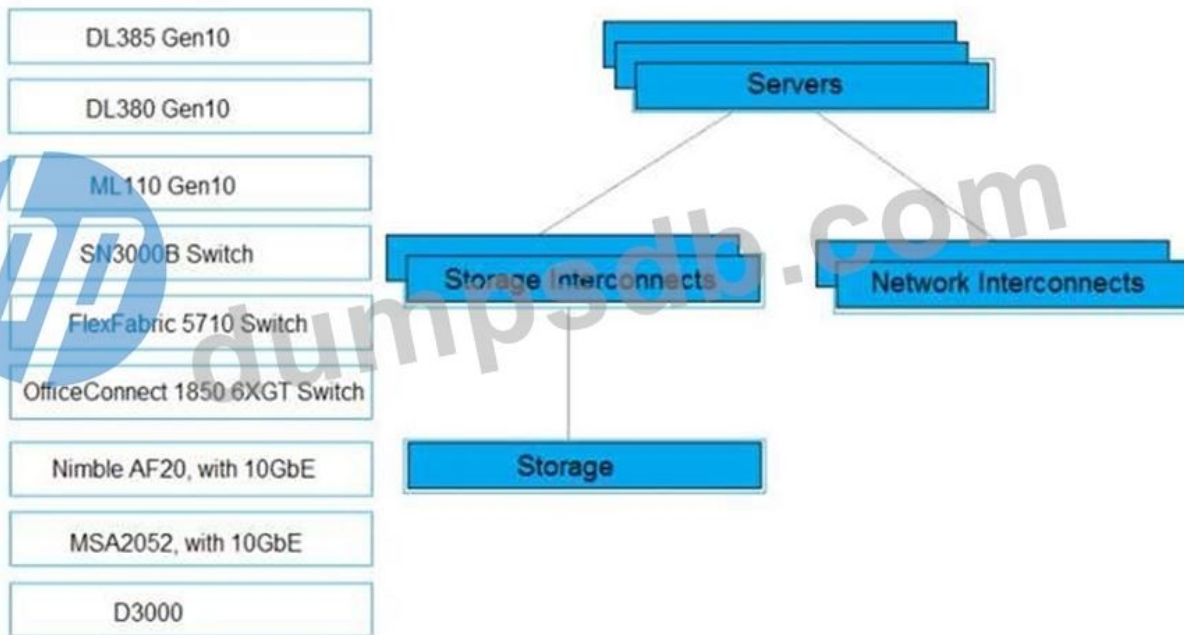 DL385 Gen10
DL380 Gen10
ML110 Gen10
SN3000B Switch
FlexFabric 5710 Switch
OfficeConnect 1850 6XGT Switch
Nimble AF20, with 10GbE
MSA2052, with 10GbE
D3000
Servers
Storage Interconnects
Network Interconnects
Storage
hp
dumpsdb.com